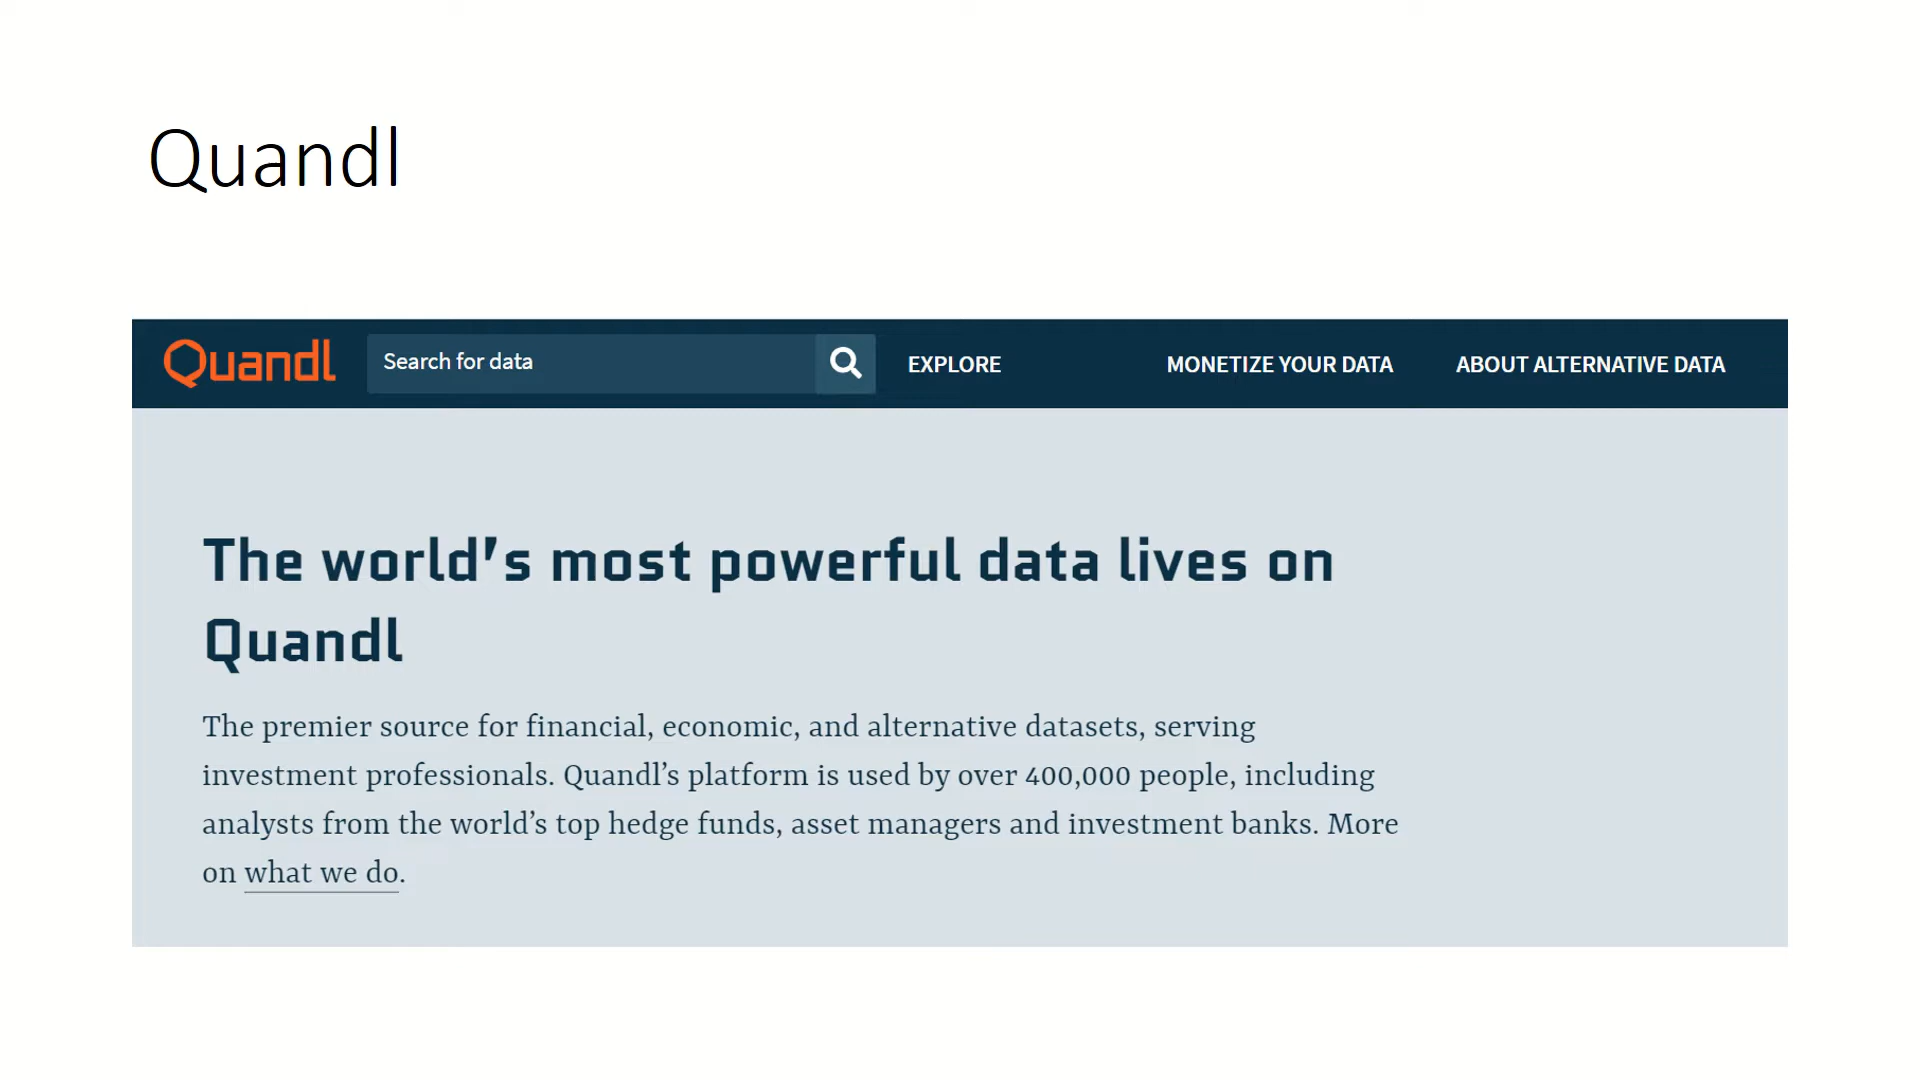 Quandl
Quandl Search for data EXPLORE MONETIZE YOUR DATA ABOUT ALTERNATIVE DATA
The world's most powerful data lives on
Quandl
The premier source for financial, economic, and alternative datasets, serving
investment professionals. Quandl’s platform is used by over 400,000 people, including
analysts from the world’s top hedge funds, asset managers and investment banks. More
on what we do.